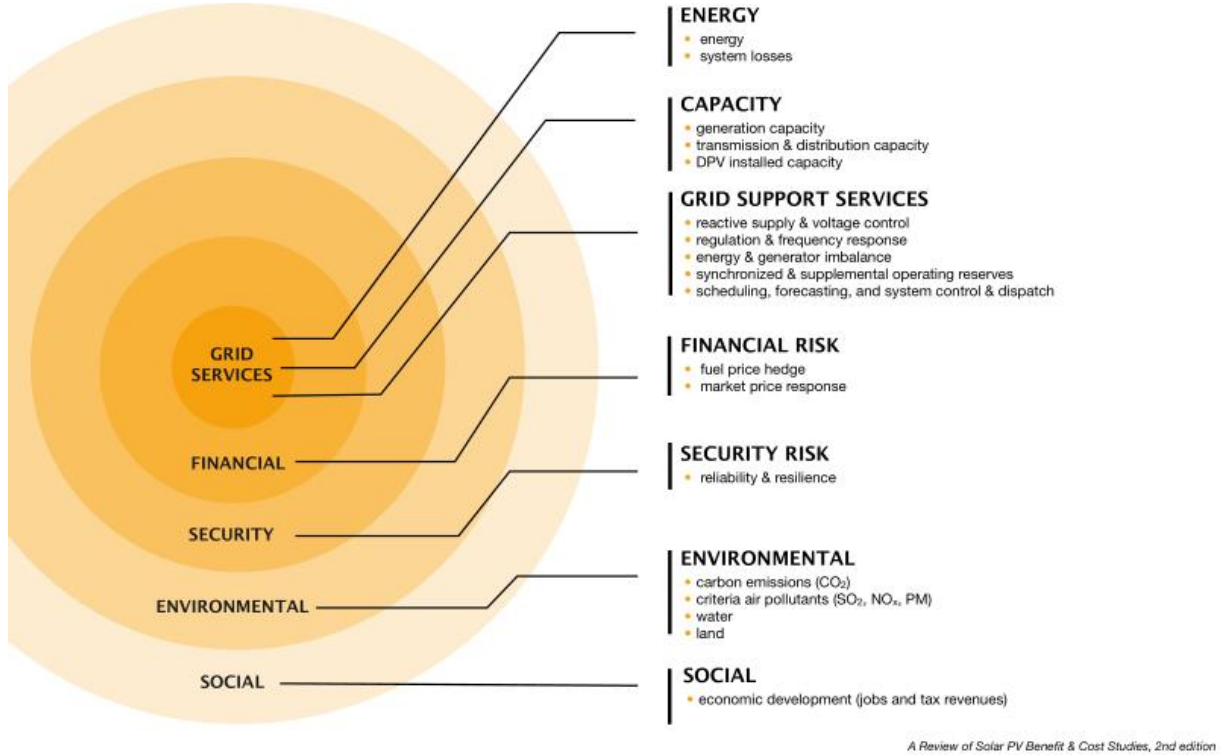 GRID
SERVICES
FINANCIAL
SECURITY
ENVIRONMENTAL
SOCIAL
ENERGY
• energy
• system losses
CAPACITY
• generation capacity
• transmission & distribution capacity
• DPV installed capacity
GRID SUPPORT SERVICES
• reactive supply & voltage control
• regulation & frequency response
• energy & generator imbalance
• synchronized & supplemental operating reserves
• scheduling, forecasting, and system control & dispatch
FINANCIAL RISK
• fuel price hedge
• market price response
SECURITY RISK
• reliability & resilience
ENVIRONMENTAL
• carbon emissions (CO₂)
• criteria air pollutants (SO₂, NOₓ, PM)
• water
• land
SOCIAL
• economic development (jobs and tax revenues)
A Review of Solar PV Benefit & Cost Studies, 2nd edition